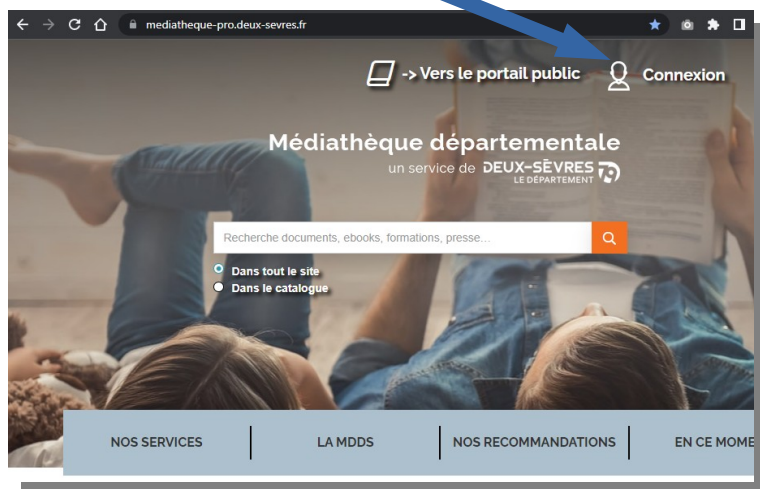 mediatheque-pro.deux-sevres.fr
-> Vers le portail public
Connexion
Médiathèque départementale
un service de DEUX-SÈVRES 79
LE DÉPARTEMENT
Recherche documents, ebooks, formations, presse...
Dans tout le site
Dans le catalogue
NOS SERVICES
LA MDDS
NOS RECOMMANDATIONS
EN CE MOME